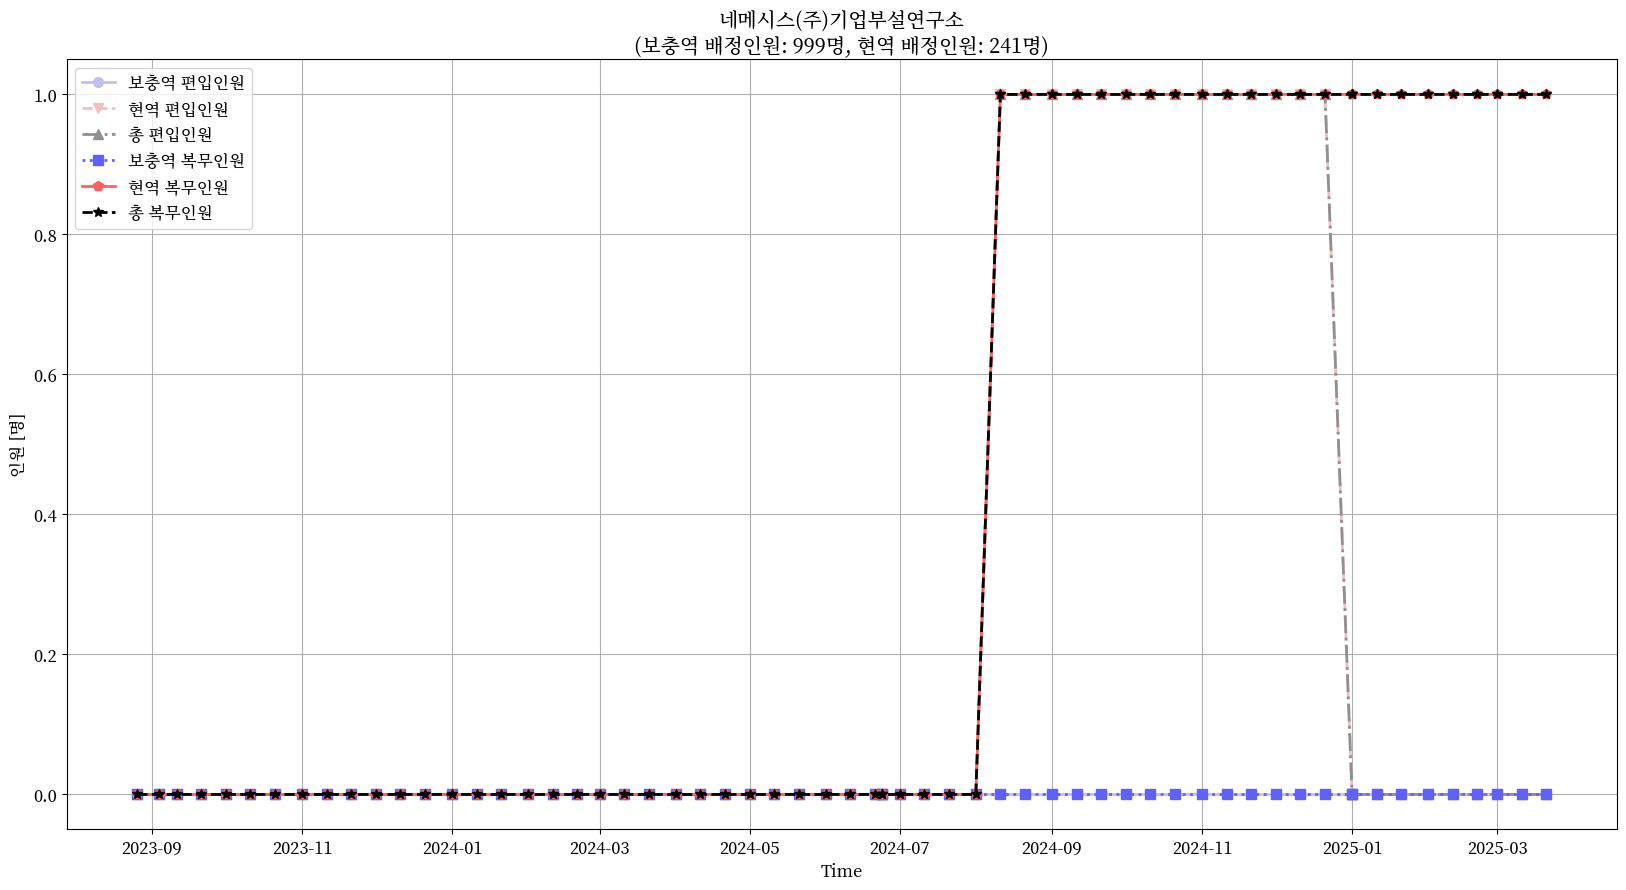 네메시스(주)기업부설연구소
(보충역 배정인원: 999명, 현역 배정인원: 241명)
보충역 편입인원
현역 편입인원
총 편입인원
보충역 복무인원
현역 복무인원
총 복무인원
1.0
0.8
0.6
0.4
0.2
0.0
인원 [명]
2023-09
2023-11
2024-01
2024-03
2024-05
2024-07
2024-09
2024-11
2025-01
2025-03
Time